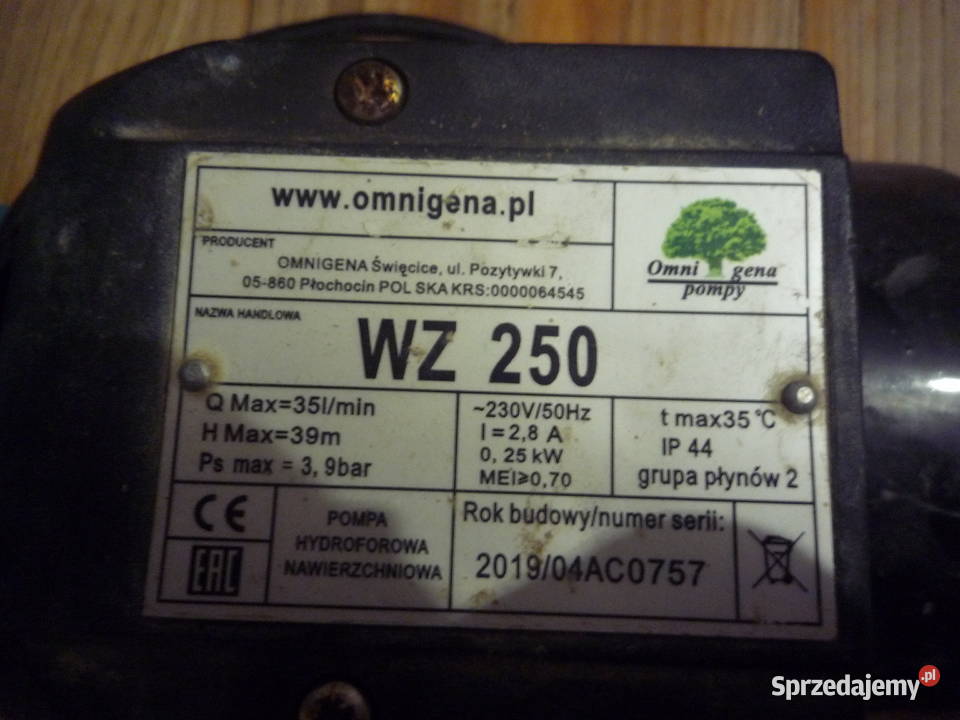 www.omnigena.pl
PRODUCENT
OMNIGENA Święcice, ul. Pozytywki 7,
05-860 Płochocin POL SKA KRS:0000064545
Omni gena
pompy
NAZWA HANDLOWA
WZ 250
Q Max=35l/min
H Max=39m
Ps max = 3, 9bar
~230V/50Hz
I = 2,8 A
0, 25 kW
MEI≥0,70
t max35 °C
IP 44
grupa płynów 2
CE
EAC
POMPA
HYDROFOROWA
NAWIERZCHNIOWA
Rok budowy/numer serii:
2019/04AC0757
Sprzedajemy.pl